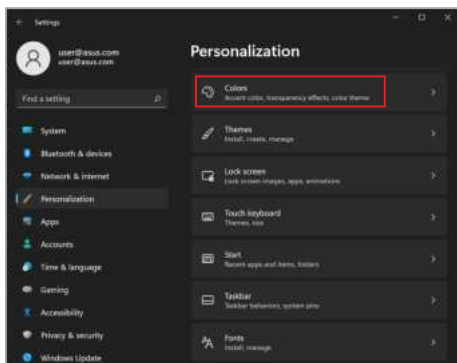 Settings
user@asus.com
user@asus.com
Find a setting
System
Bluetooth & devices
Network & internet
Personalization
Apps
Accounts
Time & language
Gaming
Accessibility
Privacy & security
Windows Update
Personalization
Colors
Accent color, transparency effects, color theme
Themes
Install, create, manage
Lock screen
Lock screen images, apps, animations
Touch keyboard
Themes, size
Start
Recent apps and items, folders
Taskbar
Taskbar behaviors, system pins
Fonts
Install, manage